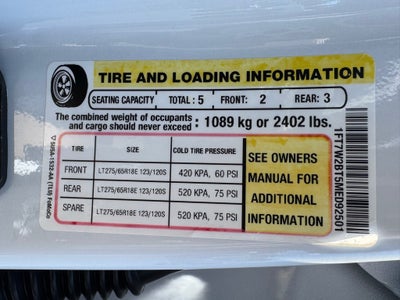 TIRE AND LOADING INFORMATION
SEATING CAPACITY TOTAL : 5 FRONT: 2 REAR: 3
The combined weight of occupants
and cargo should never exceed : 1089 kg or 2402 lbs.
TIRE SIZE COLD TIRE PRESSURE
FRONT LT275/65R18E 123/120S 420 KPA, 60 PSI
REAR LT275/65R18E 123/120S 520 KPA, 75 PSI
SPARE LT275/65R18E 123/120S 520 KPA, 75 PSI
SEE OWNERS
MANUAL FOR
ADDITIONAL
INFORMATION